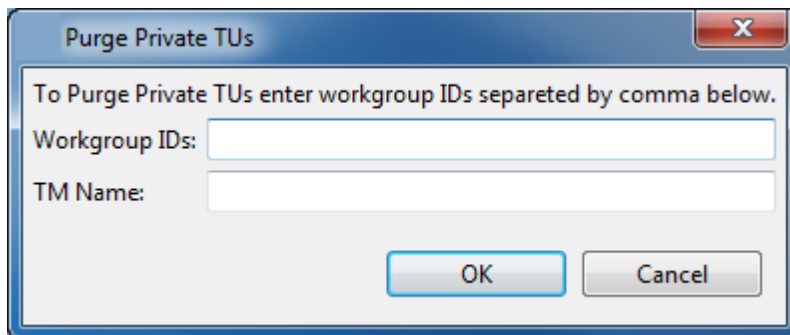 Purge Private TUs
To Purge Private TUs enter workgroup IDs separeted by comma below.
Workgroup IDs:
TM Name:
OK Cancel